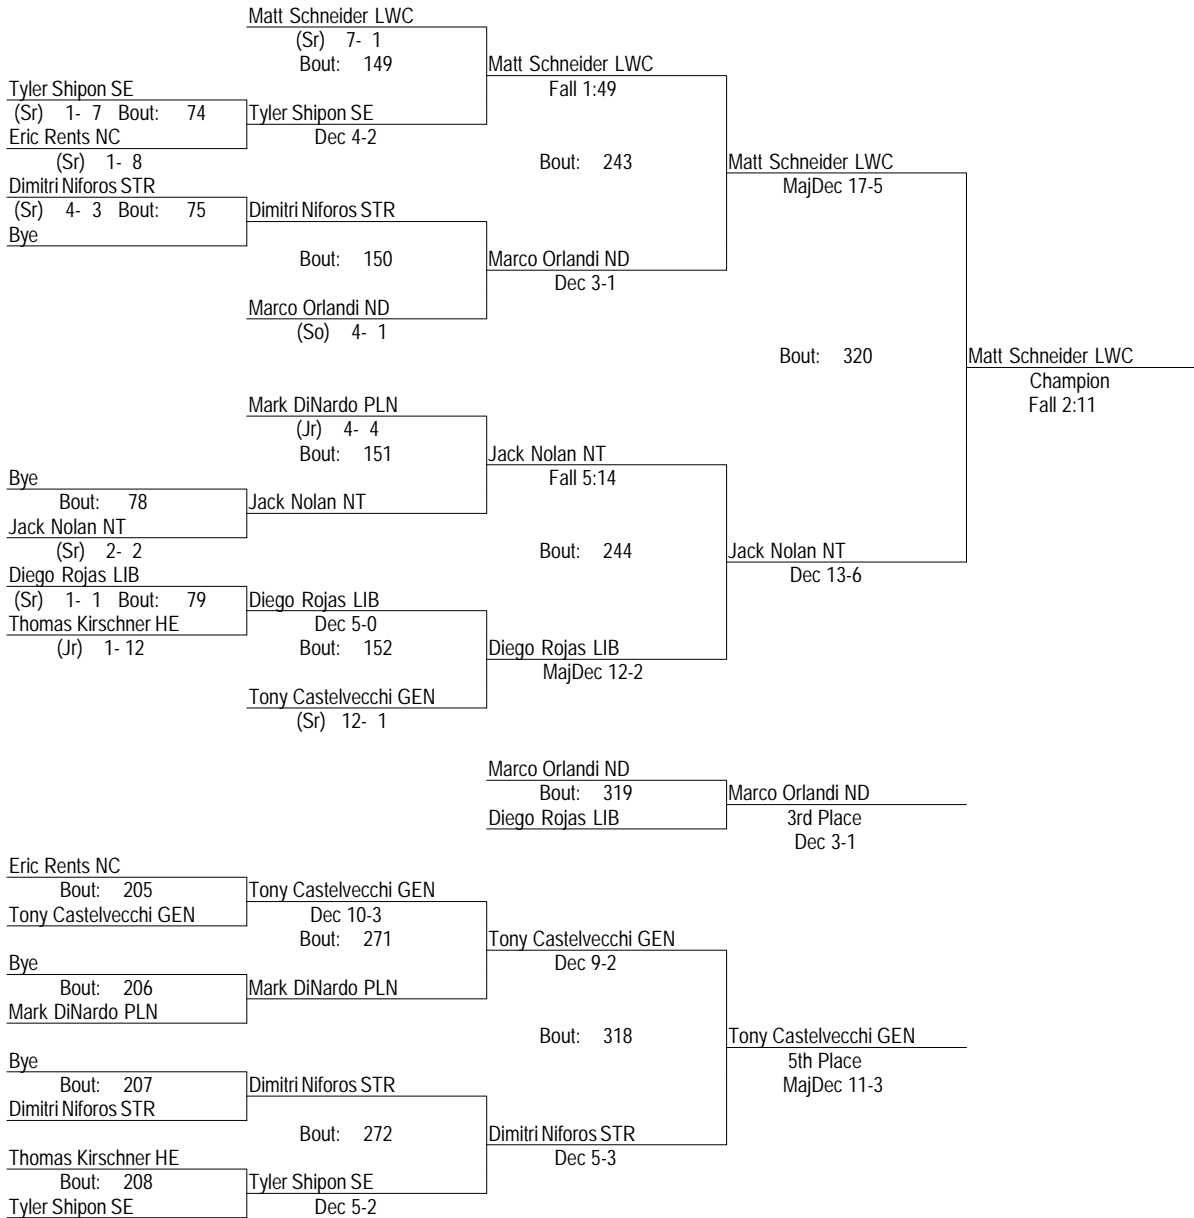 Matt Schneider LWC
(Sr) 7- 1
Bout: 149
Matt Schneider LWC
Fall 1:49
Tyler Shipon SE
(Sr) 1- 7 Bout: 74
Tyler Shipon SE
Dec 4-2
Eric Rents NC
(Sr) 1- 8
Bout: 243
Matt Schneider LWC
MajDec 17-5
Dimitri Niforos STR
(Sr) 4- 3 Bout: 75
Dimitri Niforos STR
Bye
Bout: 150
Marco Orlandi ND
Dec 3-1
Marco Orlandi ND
(So) 4- 1
Bout: 320
Matt Schneider LWC
Champion
Fall 2:11
Mark DiNardo PLN
(Jr) 4- 4
Bout: 151
Jack Nolan NT
Fall 5:14
Bye
Bout: 78
Jack Nolan NT
Jack Nolan NT
(Sr) 2- 2
Bout: 244
Jack Nolan NT
Dec 13-6
Diego Rojas LIB
(Sr) 1- 1 Bout: 79
Diego Rojas LIB
Dec 5-0
Thomas Kirschner HE
(Jr) 1- 12
Bout: 152
Diego Rojas LIB
MajDec 12-2
Tony Castelvecchi GEN
(Sr) 12- 1
Marco Orlandi ND
Bout: 319
Marco Orlandi ND
3rd Place
Dec 3-1
Diego Rojas LIB
Eric Rents NC
Bout: 205
Tony Castelvecchi GEN
Tony Castelvecchi GEN
Dec 10-3
Bout: 271
Tony Castelvecchi GEN
Dec 9-2
Bye
Bout: 206
Mark DiNardo PLN
Mark DiNardo PLN
Bout: 318
Tony Castelvecchi GEN
5th Place
MajDec 11-3
Bye
Bout: 207
Dimitri Niforos STR
Dimitri Niforos STR
Bout: 272
Dimitri Niforos STR
Dec 5-3
Thomas Kirschner HE
Bout: 208
Tyler Shipon SE
Tyler Shipon SE
Dec 5-2